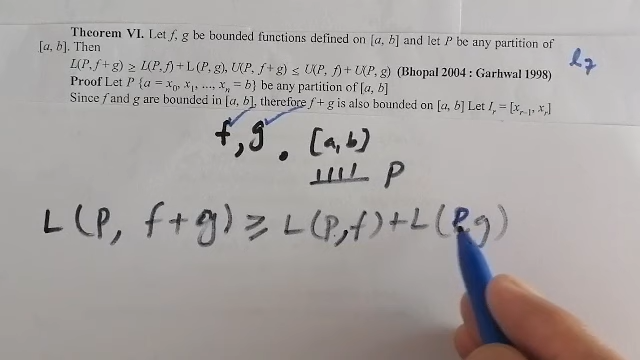 Theorem VI. Let f, g be bounded functions defined on [a, b] and let P be any partition of
[a, b]. Then
L(P, f + g) ≥ L(P, f) + L (P, g), U(P, f + g) ≤ U(P, f) + U(P, g) (Bhopal 2004 : Garhwal 1998)
Proof Let P {a = x₀, x₁, ..., xₙ = b} be any partition of [a, b]
Since f and g are bounded in [a, b], therefore f + g is also bounded on [a, b] Let Iᵣ = [xᵣ₋₁, xᵣ]
f, g . [a, b)
P
L(P, f+g) ≥ L(P,f)+L(P,g)